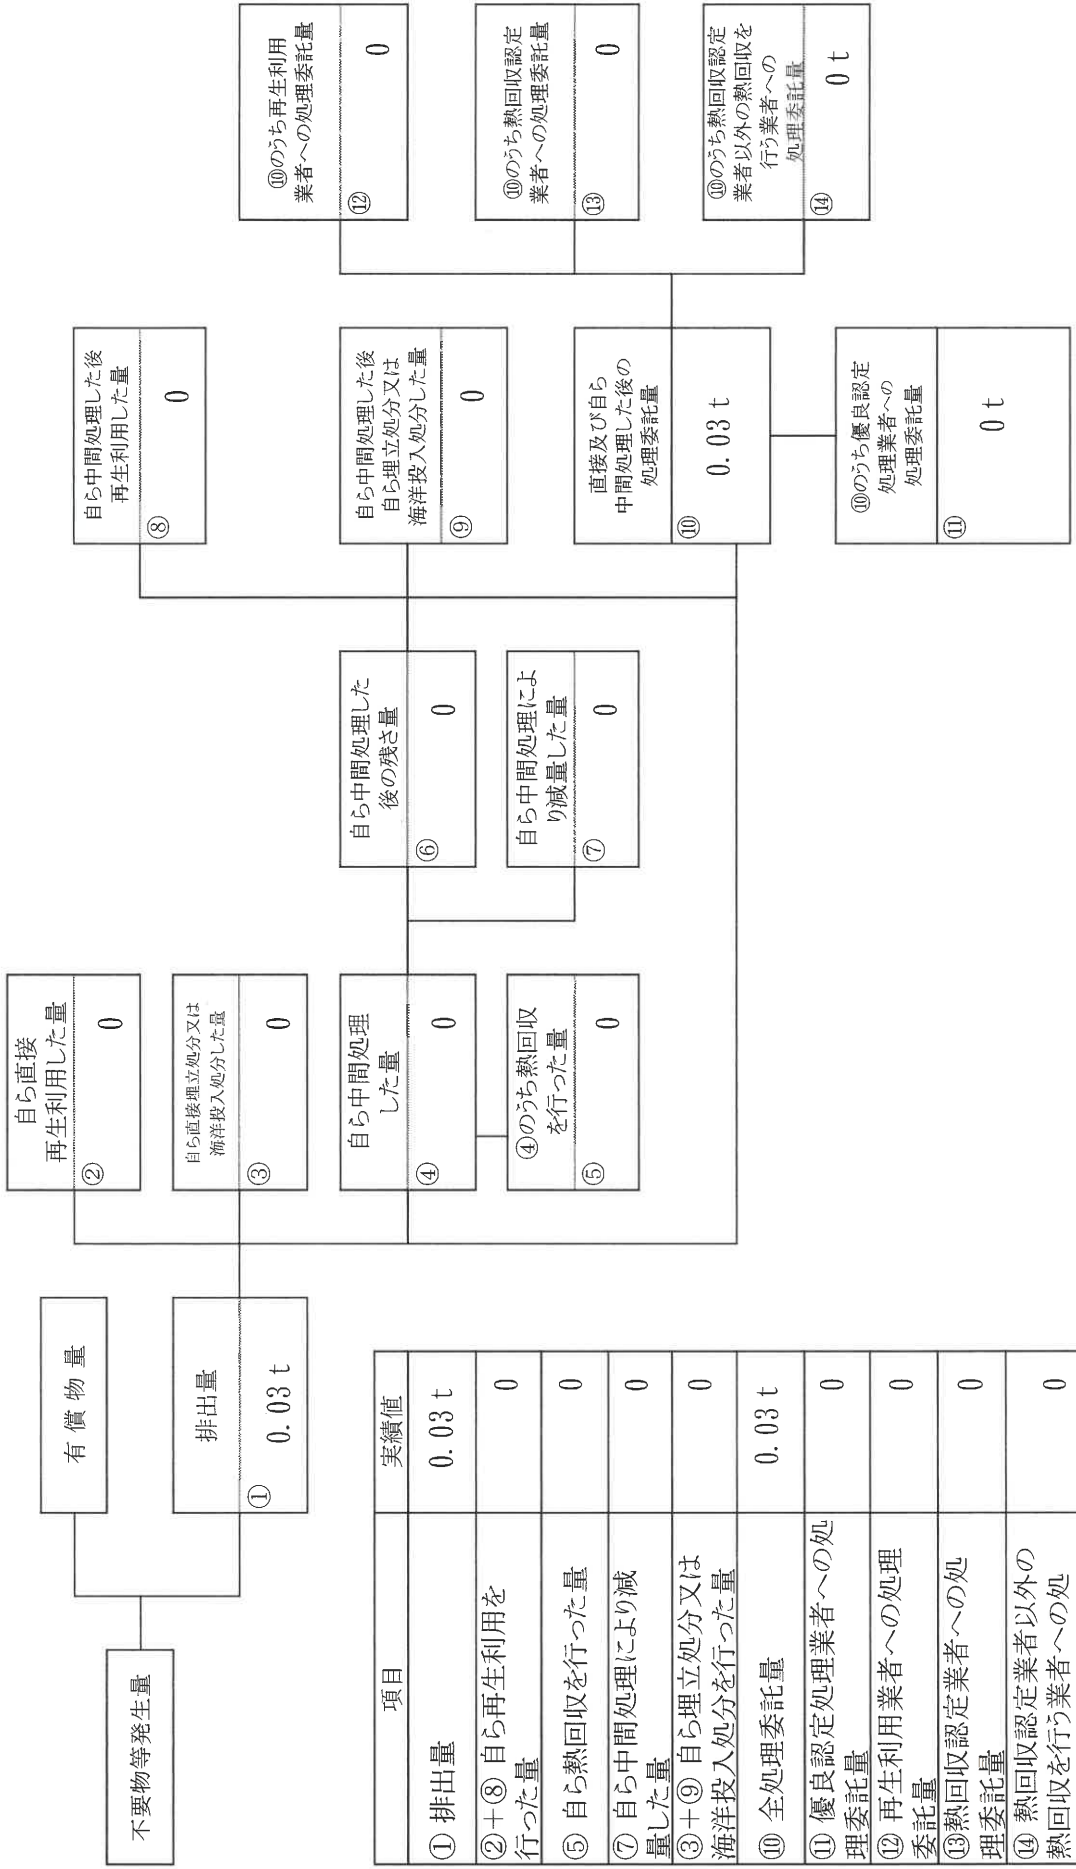 不要物等発生量
有償物量
排出量
① 0.03 t
自ら直接
再生利用した量
② 0
自ら直接埋立処分又は
海洋投入処分した量
③ 0
自ら中間処理
した量
④ 0
④のうち熱回収
を行った量
⑤ 0
自ら中間処理した
後の残さ量
⑥ 0
自ら中間処理によ
り減量した量
⑦ 0
自ら中間処理した後
再生利用した量
⑧ 0
自ら中間処理した後
自ら埋立処分又は
海洋投入処分した量
⑨ 0
直接及び自ら
中間処理した後の
処理委託量
⑩ 0.03 t
⑩のうち優良認定
処理業者への
処理委託量
⑪ 0 t
⑩のうち再生利用
業者への処理委託量
⑫ 0
⑩のうち熱回収認定
業者への処理委託量
⑬ 0
⑩のうち熱回収認定
業者以外の熱回収を
行う業者への
処理委託量
⑭ 0 t
項目 実績値
① 排出量 0.03 t
②+⑧ 自ら再生利用を
行った量 0
⑤ 自ら熱回収を行った量 0
⑦ 自ら中間処理により減
量した量 0
③+⑨ 自ら埋立処分又は
海洋投入処分を行った量 0
⑩ 全処理委託量 0.03 t
⑪ 優良認定処理業者への処
理委託量 0
⑫ 再生利用業者への処理
委託量 0
⑬熱回収認定業者への処
理委託量 0
⑭ 熱回収認定業者以外の
熱回収を行う業者への処 0